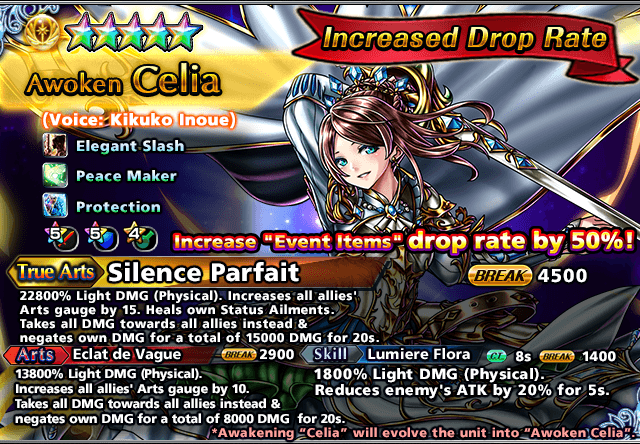 Increased Drop Rate
Awoken Celia
(Voice: Kikuko Inoue)
Elegant Slash
Peace Maker
Protection
5 5 4
Increase "Event Items" drop rate by 50%!
True Arts Silence Parfait BREAK 4500
22800% Light DMG (Physical). Increases all allies'
Arts gauge by 15. Heals own Status Ailments.
Takes all DMG towards all allies instead &
negates own DMG for a total of 15000 DMG for 20s.
Arts Eclat de Vague BREAK 2900
13800% Light DMG (Physical).
Increases all allies' Arts gauge by 10.
Takes all DMG towards all allies instead &
negates own DMG for a total of 8000 DMG for 20s.
Skill Lumiere Flora CT 8s BREAK 1400
1800% Light DMG (Physical).
Reduces enemy's ATK by 20% for 5s.
*Awakening "Celia" will evolve the unit into "Awoken Celia"